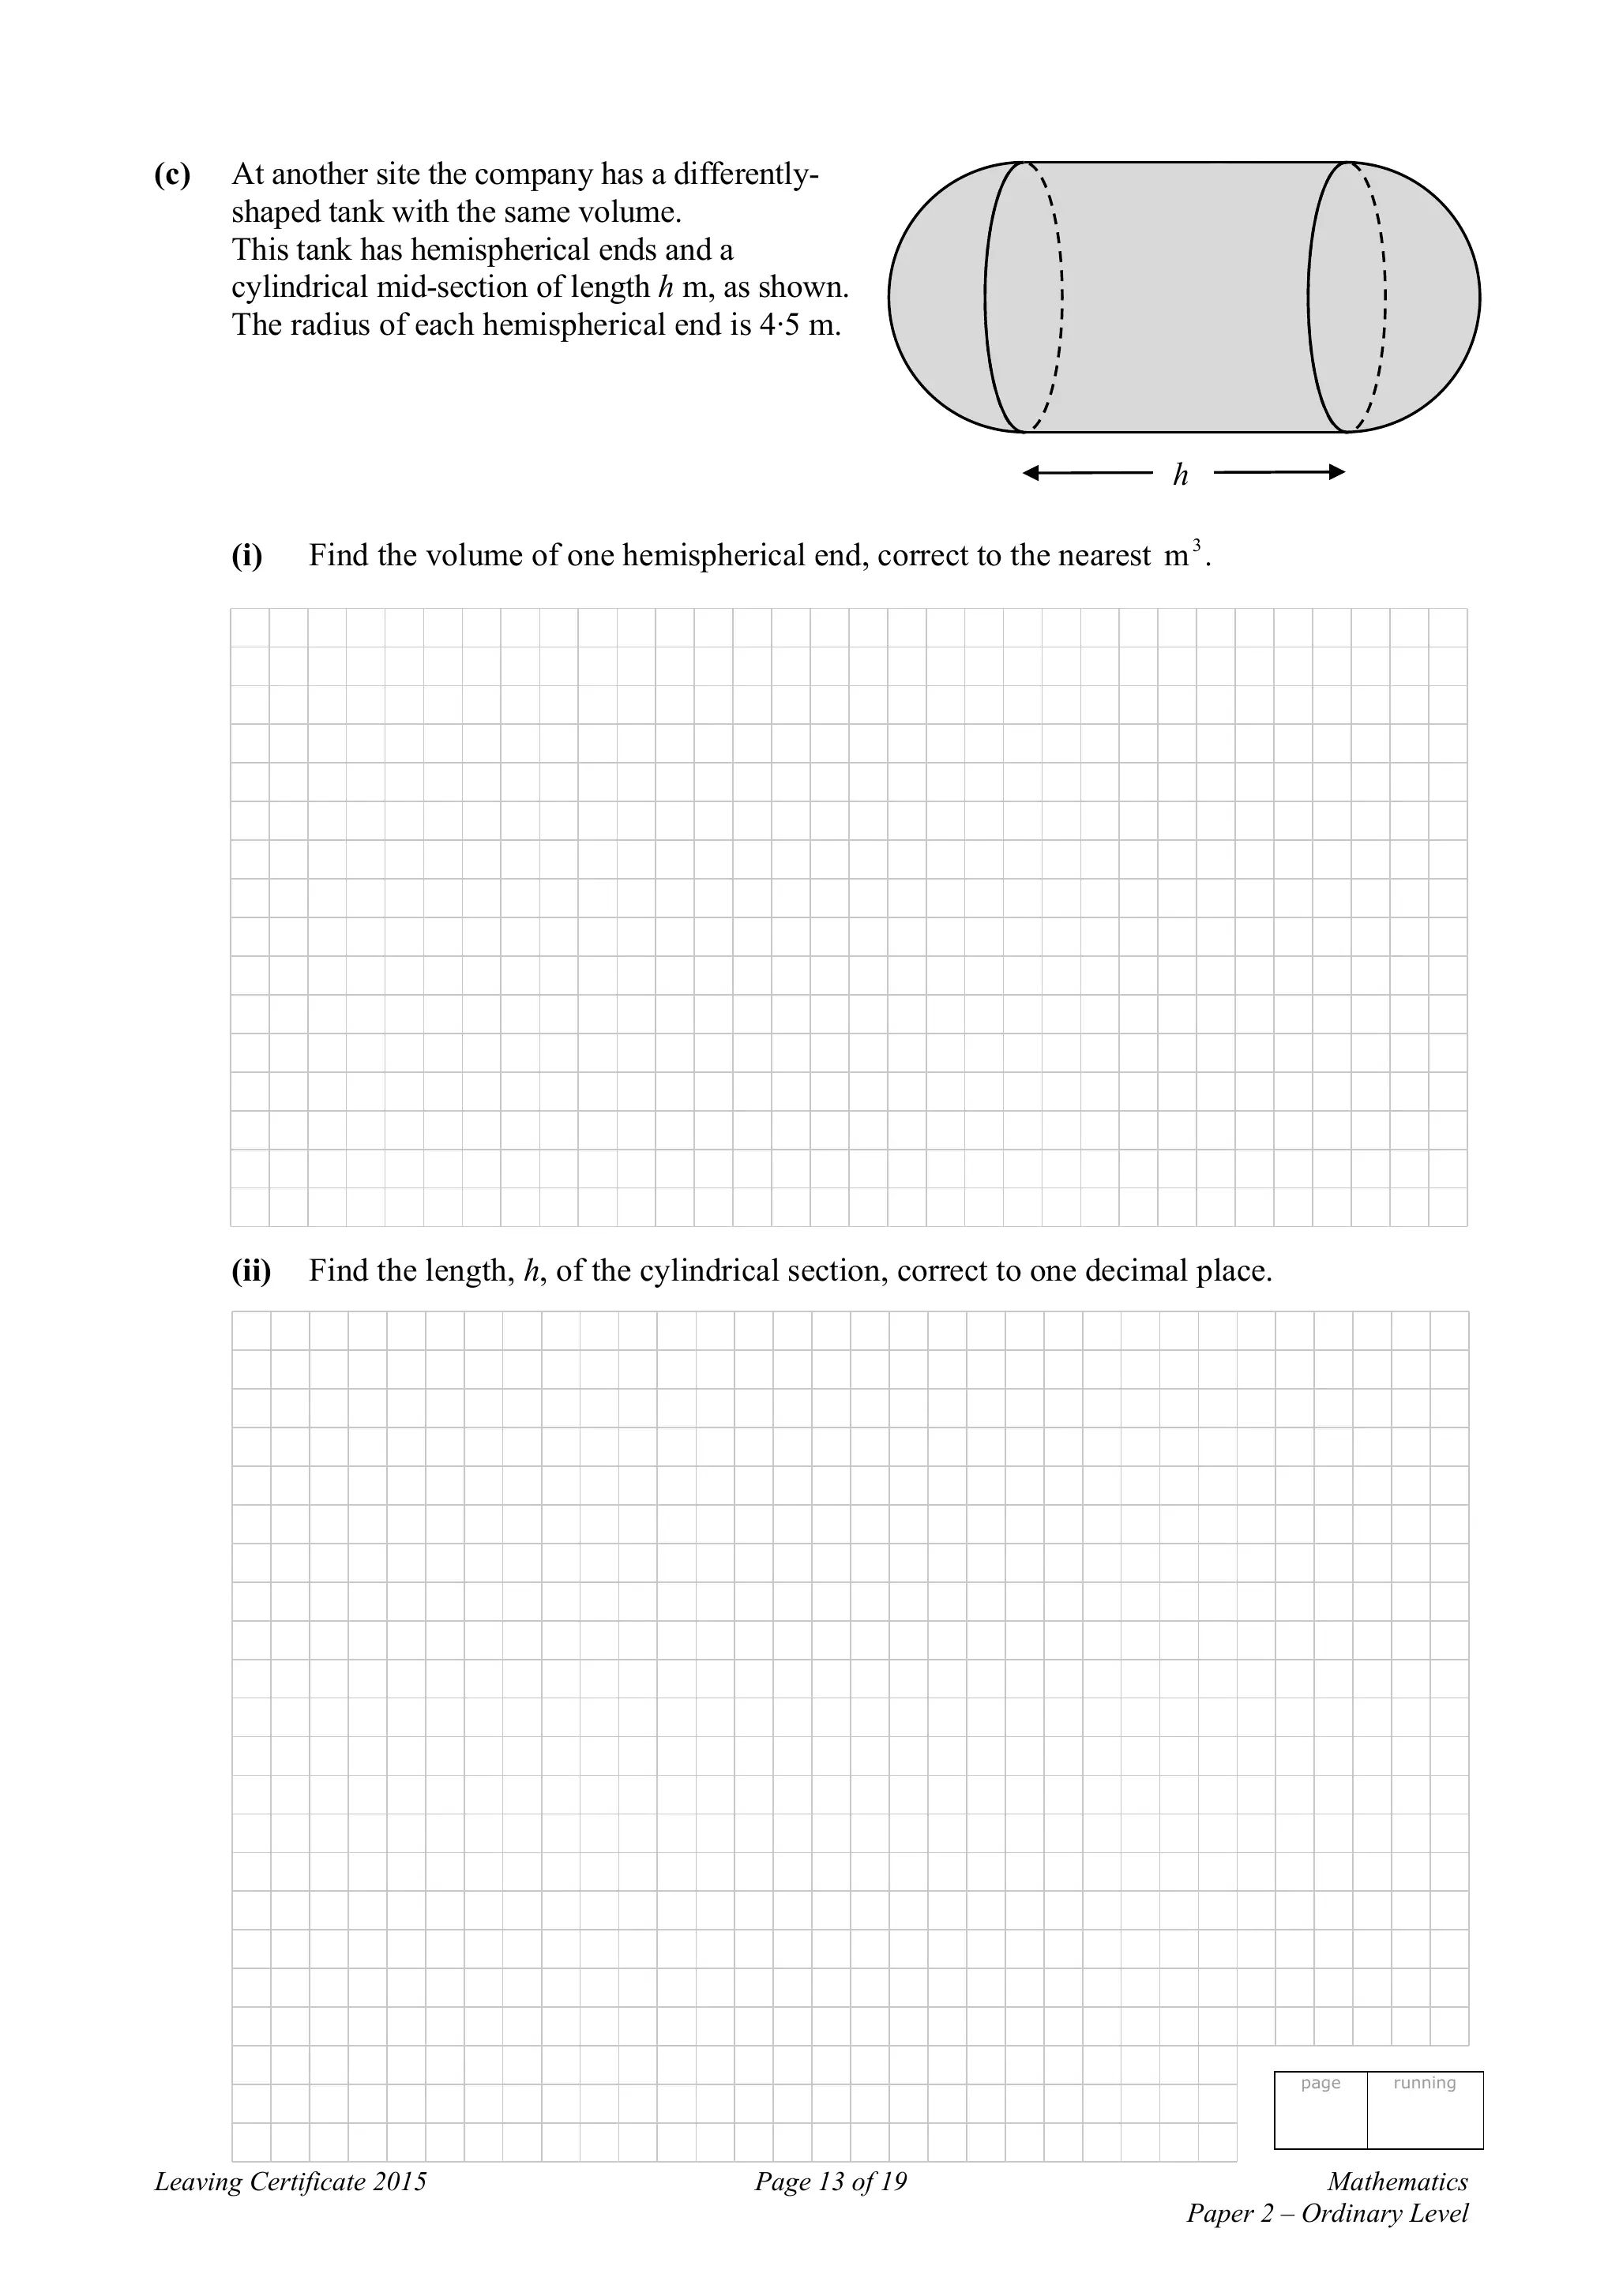 (c) At another site the company has a differently-
shaped tank with the same volume.
This tank has hemispherical ends and a
cylindrical mid-section of length h m, as shown.
The radius of each hemispherical end is 4·5 m.
h
(i) Find the volume of one hemispherical end, correct to the nearest m³.
(ii) Find the length, h, of the cylindrical section, correct to one decimal place.
page running
Leaving Certificate 2015 Page 13 of 19 Mathematics
Paper 2 – Ordinary Level